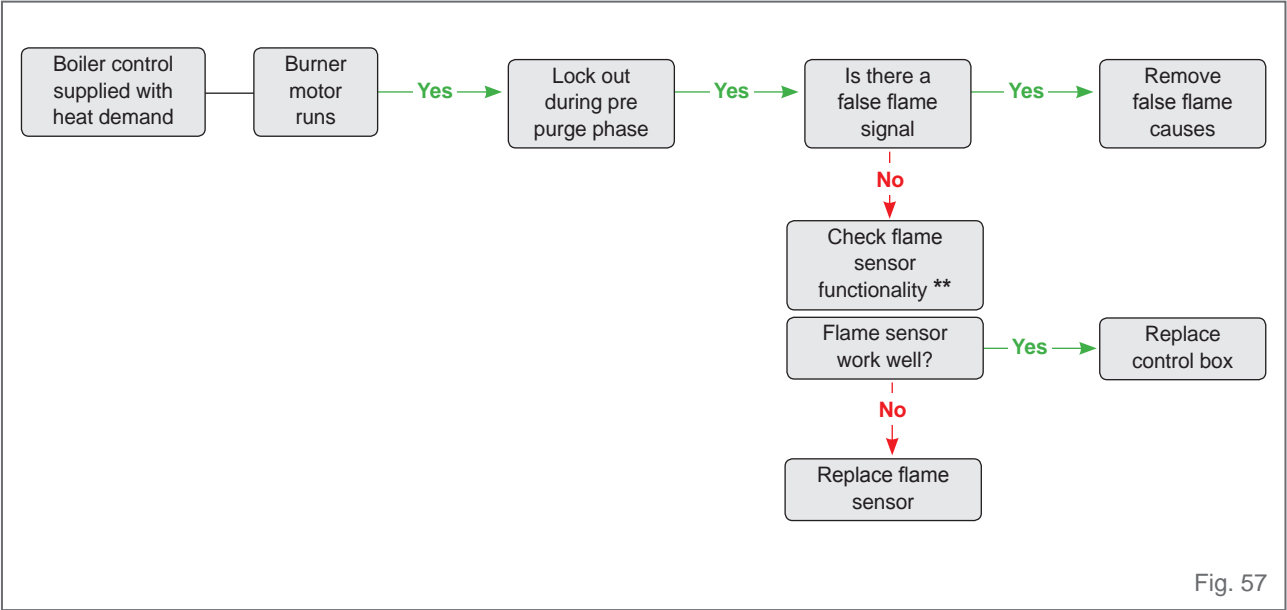 Boiler control
supplied with
heat demand
Burner
motor
runs
Yes
Lock out
during pre
purge phase
Yes
Is there a
false flame
signal
Yes
Remove
false flame
causes
No
Check flame
sensor
functionality **
Flame sensor
work well?
Yes
Replace
control box
No
Replace flame
sensor
Fig. 57